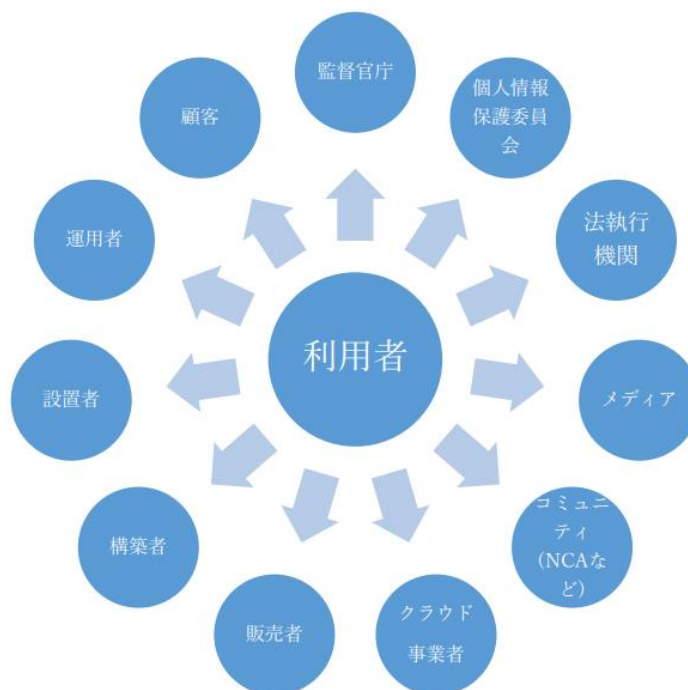 監督官庁
個人情報
保護委員
会
法執行
機関
メディア
コミュニ
ティ
（NCAな
ど）
クラウド
事業者
販売者
構築者
設置者
運用者
顧客
利用者